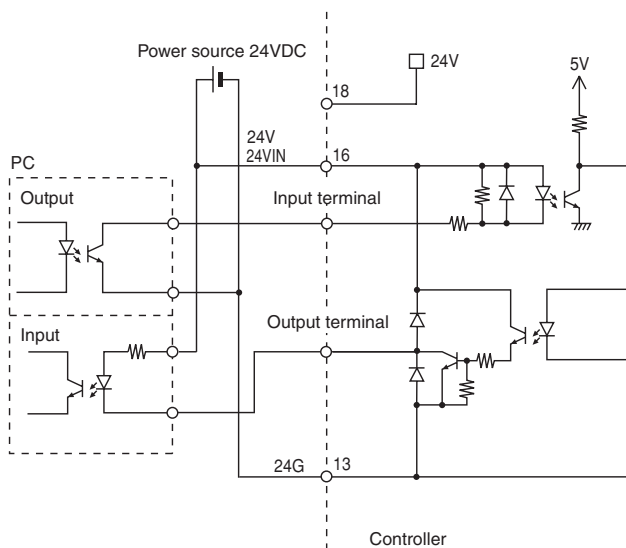 Power source 24VDC
24V
5V
18
24V
24VIN
16
PC
Output
Input terminal
Output terminal
Input
24G
13
Controller